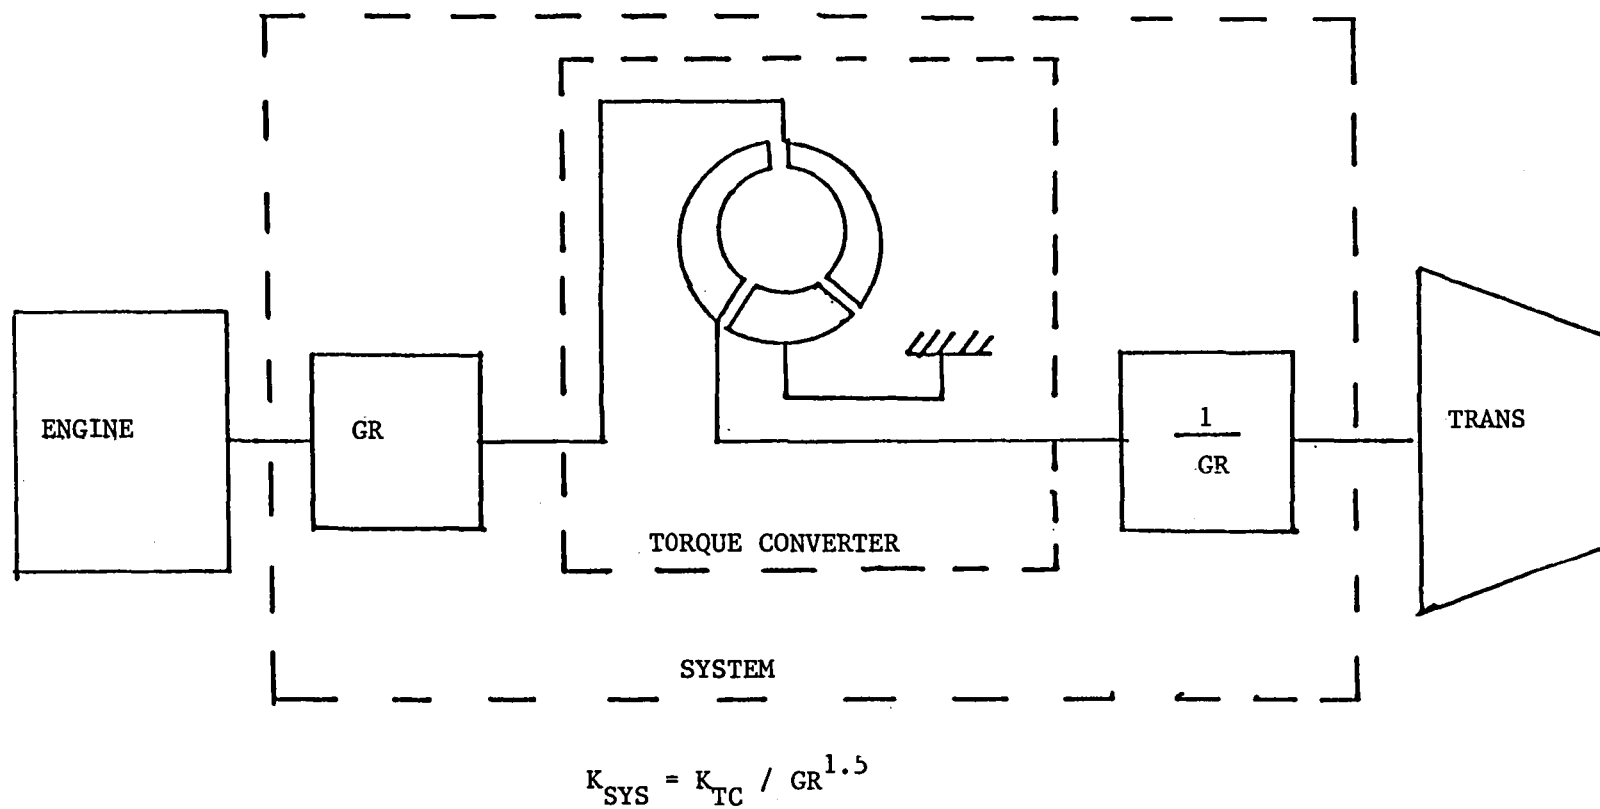 ENGINE
GR
TORQUE CONVERTER
1
GR
TRANS
SYSTEM
K_SYS = K_TC / GR^1.5